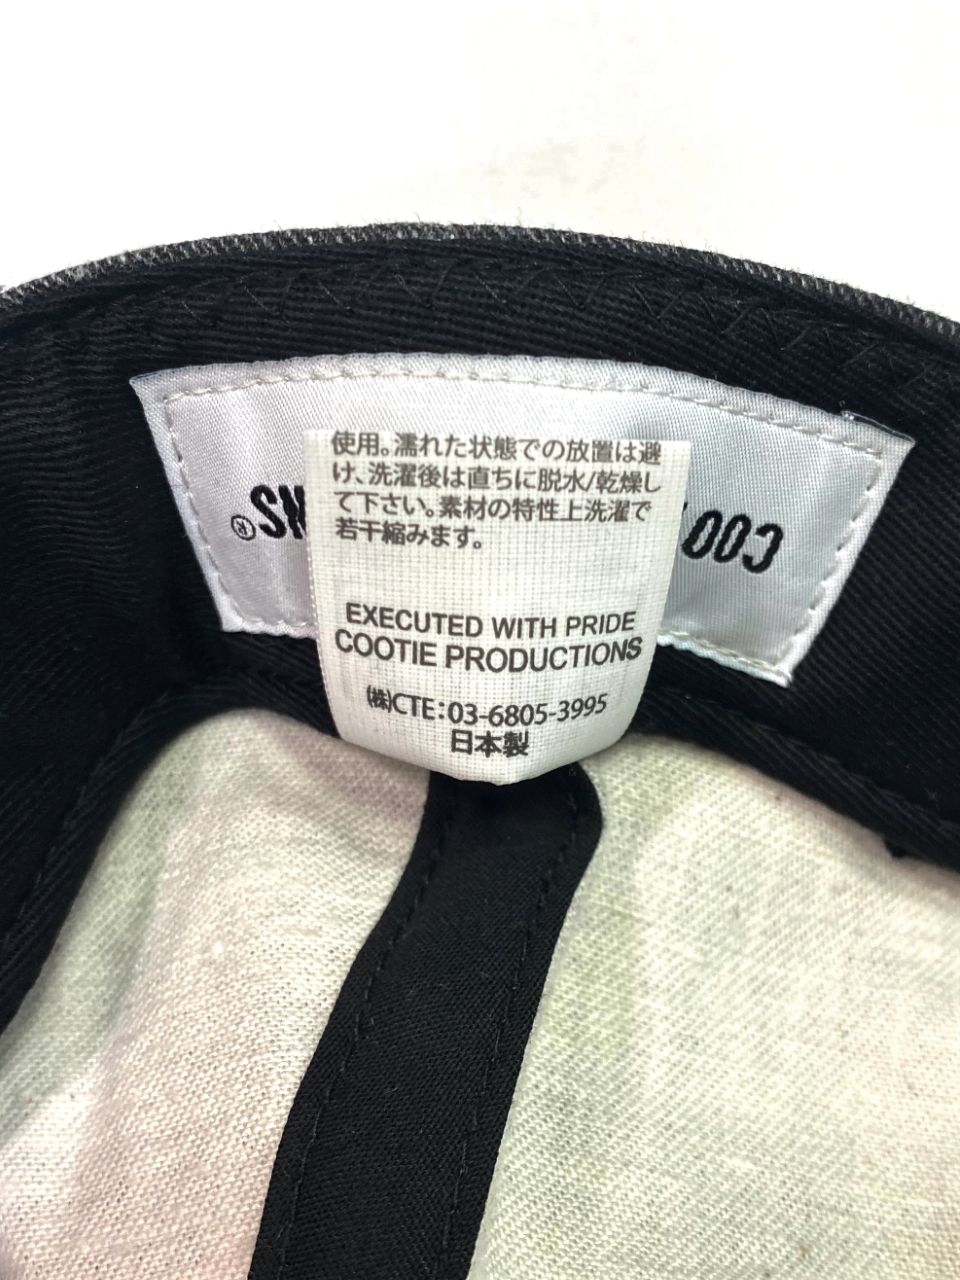 使用。濡れた状態での放置は避
け、洗濯後は直ちに脱水/乾燥し
て下さい。素材の特性上洗濯で
若干縮みます。
EXECUTED WITH PRIDE
COOTIE PRODUCTIONS
㈱CTE:03-6805-3995
日本製
COO
NS®